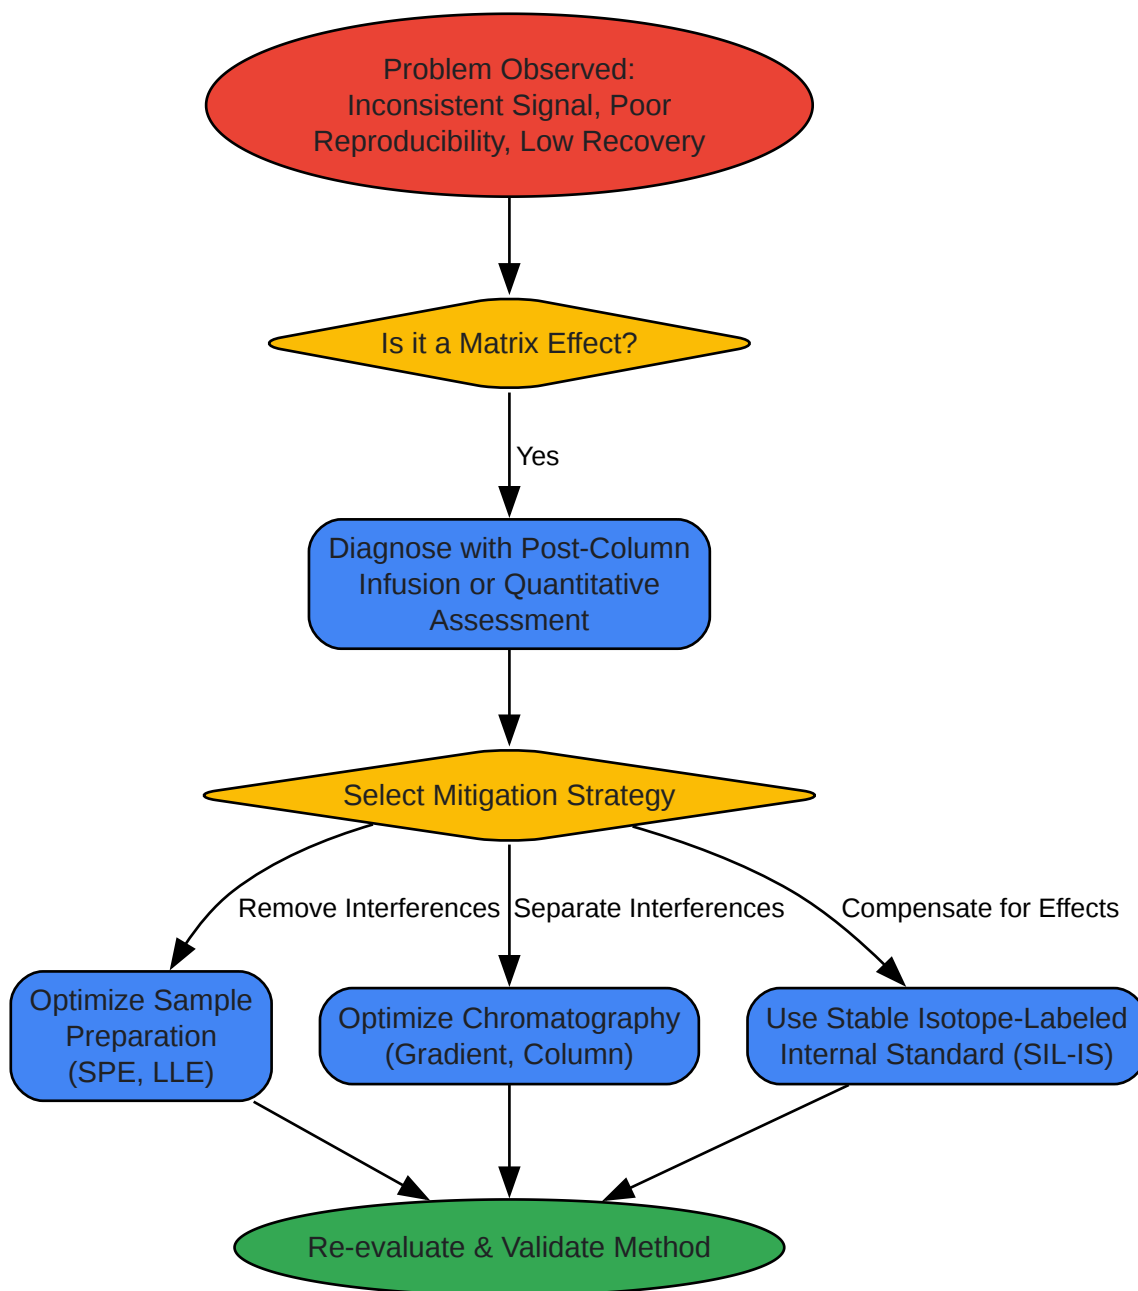 Problem Observed:
Inconsistent Signal, Poor
Reproducibility, Low Recovery
Is it a Matrix Effect?
Yes
Diagnose with Post-Column
Infusion or Quantitative
Assessment
Select Mitigation Strategy
Remove Interferences
Separate Interferences
Compensate for Effects
Optimize Sample
Preparation
(SPE, LLE)
Optimize Chromatography
(Gradient, Column)
Use Stable Isotope-Labeled
Internal Standard (SIL-IS)
Re-evaluate & Validate Method